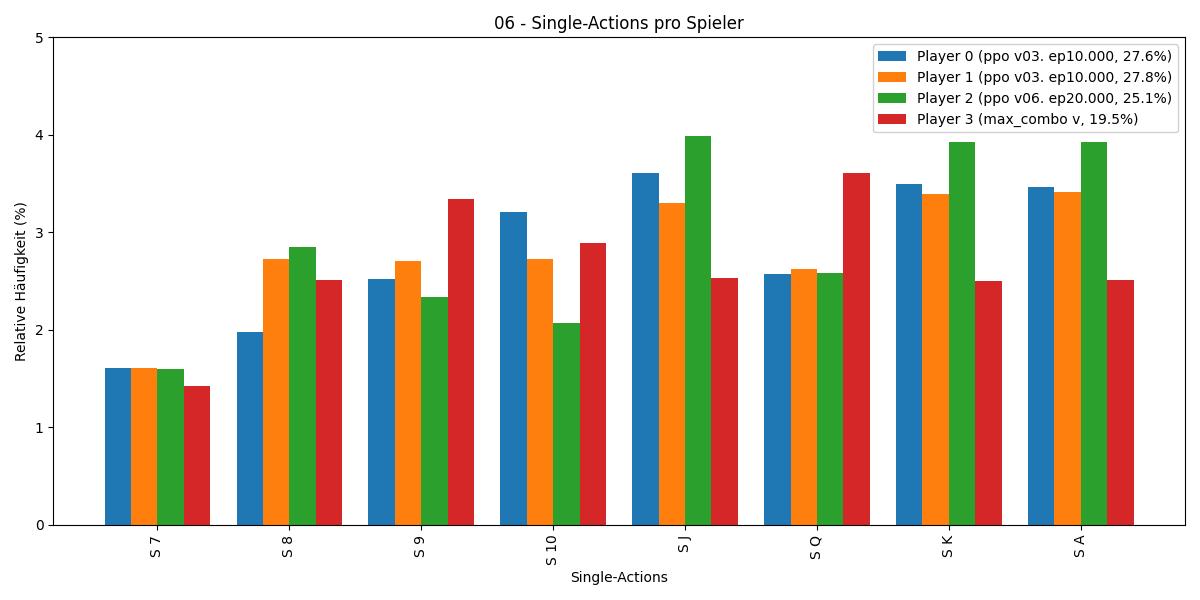 06 - Single-Actions pro Spieler
Player 0 (ppo v03. ep10.000, 27.6%)
Player 1 (ppo v03. ep10.000, 27.8%)
Player 2 (ppo v06. ep20.000, 25.1%)
Player 3 (max_combo v, 19.5%)
Relative Häufigkeit (%)
5
4
3
2
1
0
S 7
S 8
S 9
S 10
S J
S Q
S K
S A
Single-Actions